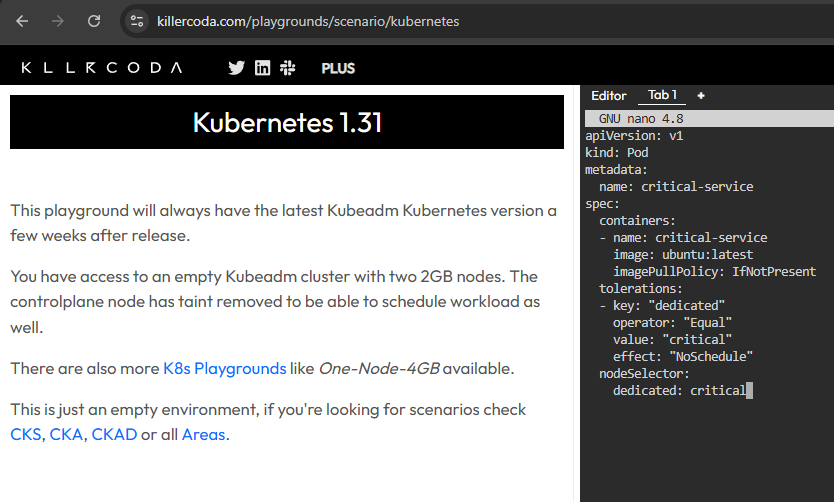 killercoda.com/playgrounds/scenario/kubernetes
KLLRCODA
PLUS
Kubernetes 1.31
This playground will always have the latest Kubeadm Kubernetes version a
few weeks after release.
You have access to an empty Kubeadm cluster with two 2GB nodes. The
controlplane node has taint removed to be able to schedule workload as
well.
There are also more K8s Playgrounds like One-Node-4GB available.
This is just an empty environment, if you're looking for scenarios check
CKS, CKA, CKAD or all Areas.
Editor Tab 1 +
GNU nano 4.8
apiVersion: v1
kind: Pod
metadata:
  name: critical-service
spec:
  containers:
  - name: critical-service
    image: ubuntu:latest
    imagePullPolicy: IfNotPresent
  tolerations:
  - key: "dedicated"
    operator: "Equal"
    value: "critical"
    effect: "NoSchedule"
  nodeSelector:
    dedicated: critical